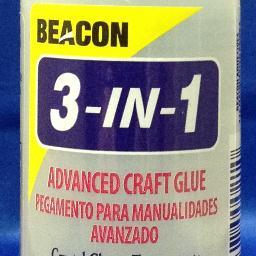 BEACON
3-IN-1
ADVANCED CRAFT GLUE
PEGAMENTO PARA MANUALIDADES
AVANZADO